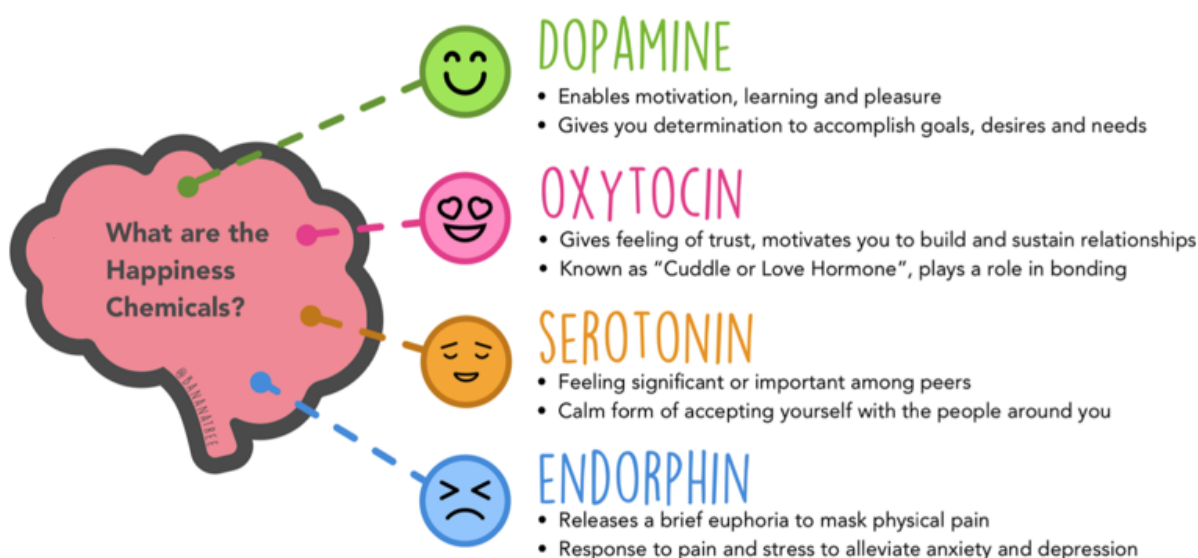 DOPAMINE
• Enables motivation, learning and pleasure
• Gives you determination to accomplish goals, desires and needs
What are the
Happiness
Chemicals?
@BANANATREE
OXYTOCIN
• Gives feeling of trust, motivates you to build and sustain relationships
• Known as “Cuddle or Love Hormone”, plays a role in bonding
SEROTONIN
• Feeling significant or important among peers
• Calm form of accepting yourself with the people around you
ENDORPHIN
• Releases a brief euphoria to mask physical pain
• Response to pain and stress to alleviate anxiety and depression